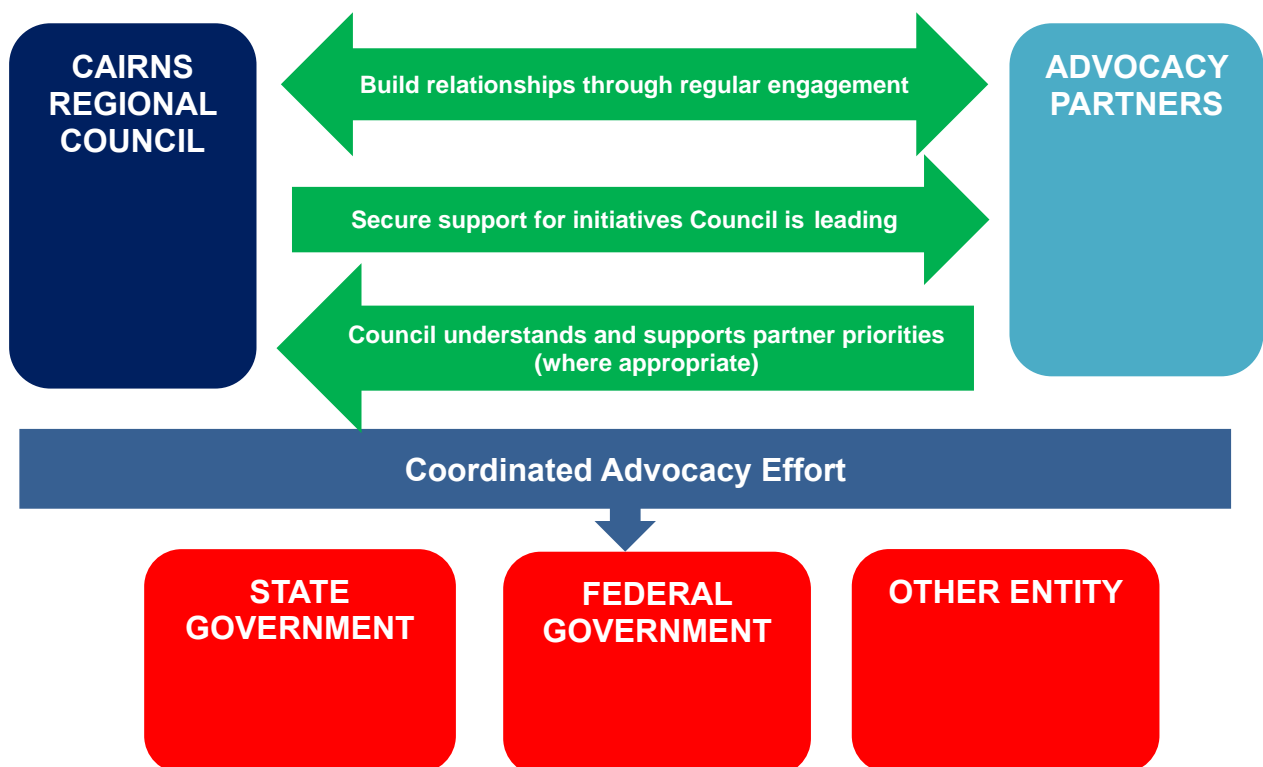 CAIRNS
REGIONAL
COUNCIL
Build relationships through regular engagement
ADVOCACY
PARTNERS
Secure support for initiatives Council is leading
Council understands and supports partner priorities
(where appropriate)
Coordinated Advocacy Effort
STATE
GOVERNMENT
FEDERAL
GOVERNMENT
OTHER ENTITY